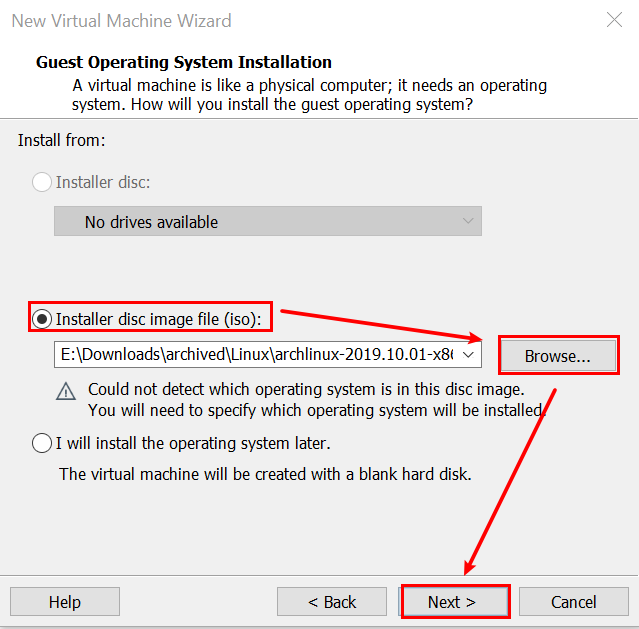 New Virtual Machine Wizard
Guest Operating System Installation
A virtual machine is like a physical computer; it needs an operating
system. How will you install the guest operating system?
Install from:
Installer disc:
No drives available
Installer disc image file (iso):
E:\Downloads\archived\Linux\archlinux-2019.10.01-x86
Browse...
Could not detect which operating system is in this disc image.
You will need to specify which operating system will be installed.
I will install the operating system later.
The virtual machine will be created with a blank hard disk.
Help
< Back
Next >
Cancel